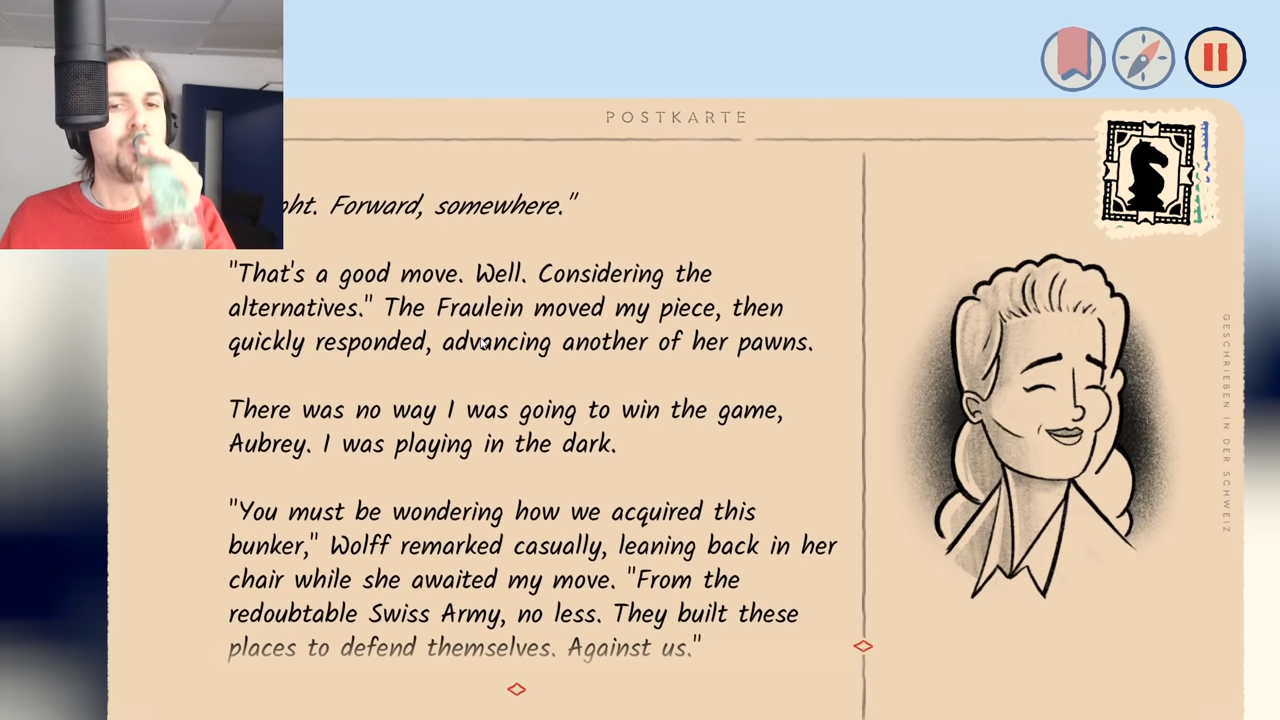 POSTKARTE
Forward, somewhere."
"That's a good move. Well. Considering the
alternatives." The Fraulein moved my piece, then
quickly responded, advancing another of her pawns.
There was no way I was going to win the game,
Aubrey. I was playing in the dark.
"You must be wondering how we acquired this
bunker," Wolff remarked casually, leaning back in her
chair while she awaited my move. "From the
redoubtable Swiss Army, no less. They built these
places to defend themselves. Against us."
GESCHRIEBEN IN DER SCHWEIZ